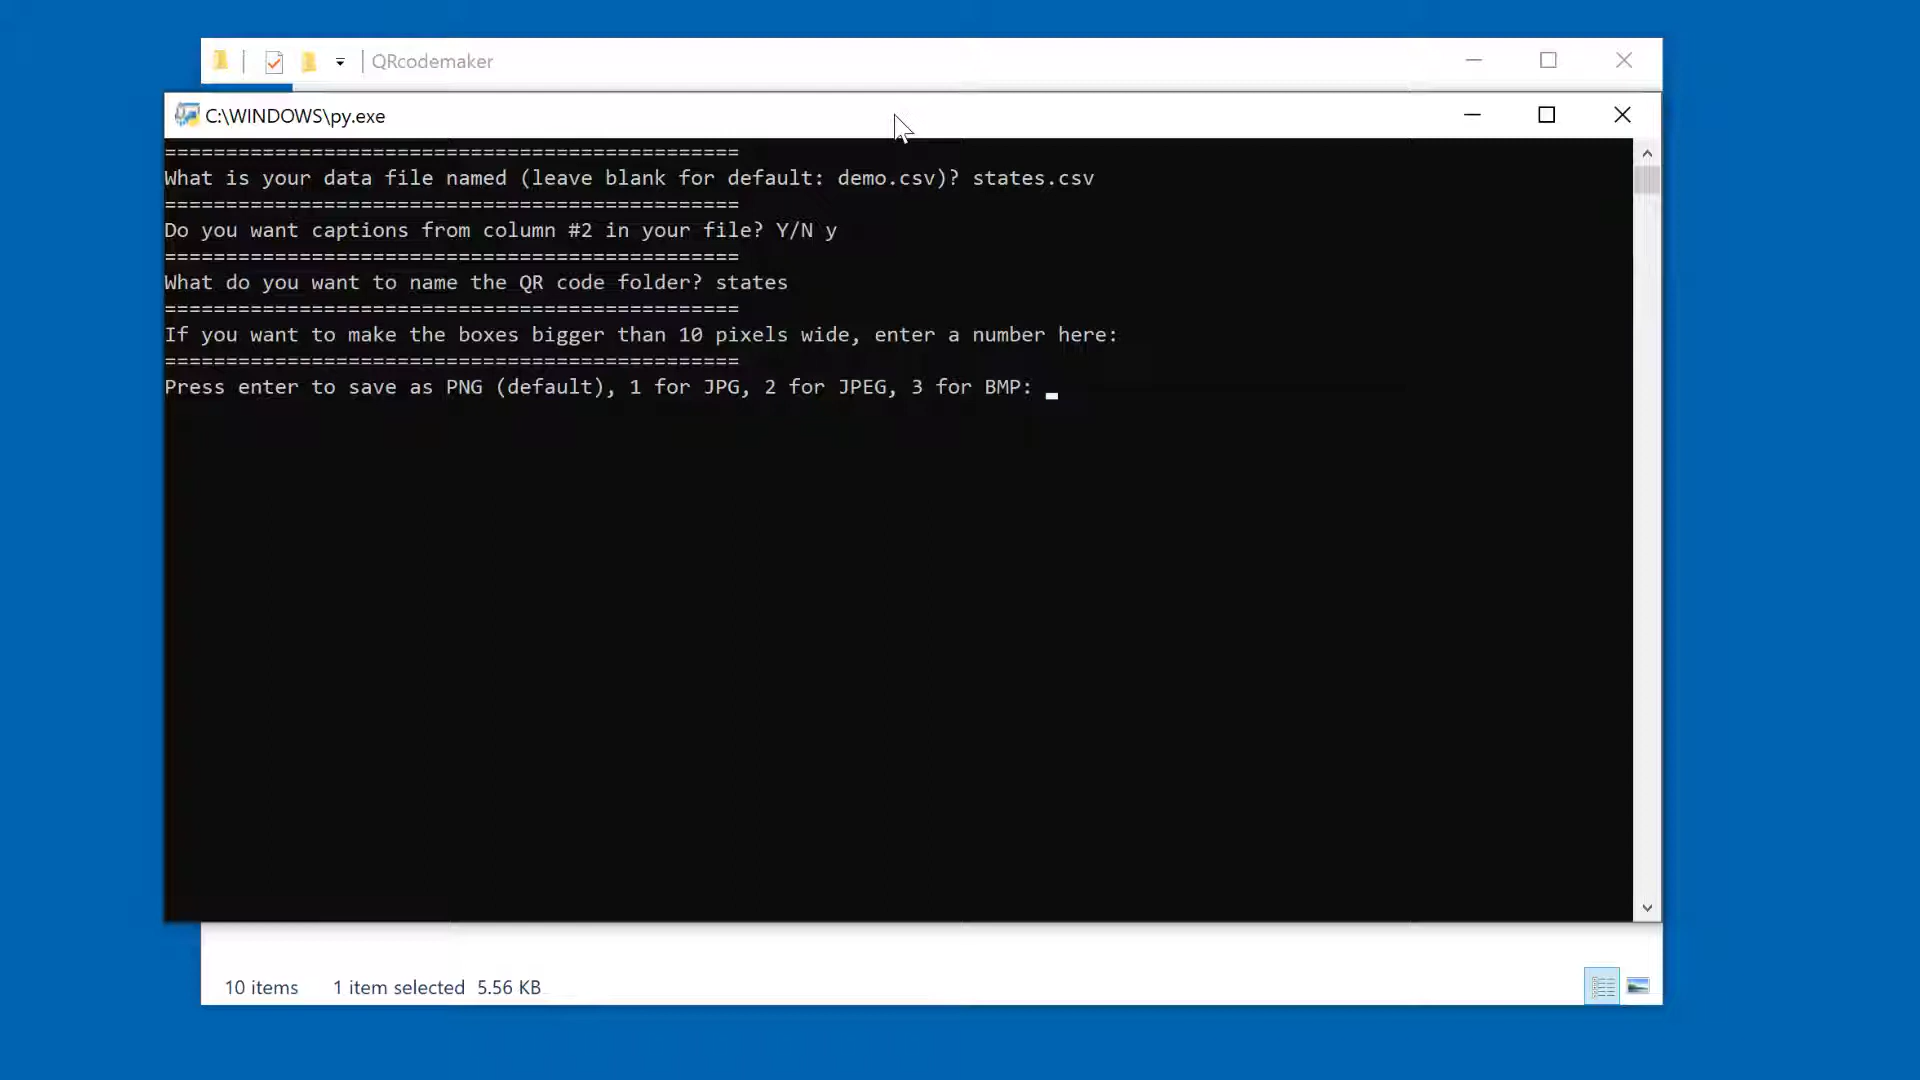 QRcodemaker
C:\WINDOWS\py.exe
===============================================
What is your data file named (leave blank for default: demo.csv)? states.csv
===============================================
Do you want captions from column #2 in your file? Y/N y
===============================================
What do you want to name the QR code folder? states
===============================================
If you want to make the boxes bigger than 10 pixels wide, enter a number here:
===============================================
Press enter to save as PNG (default), 1 for JPG, 2 for JPEG, 3 for BMP:
10 items 1 item selected 5.56 KB